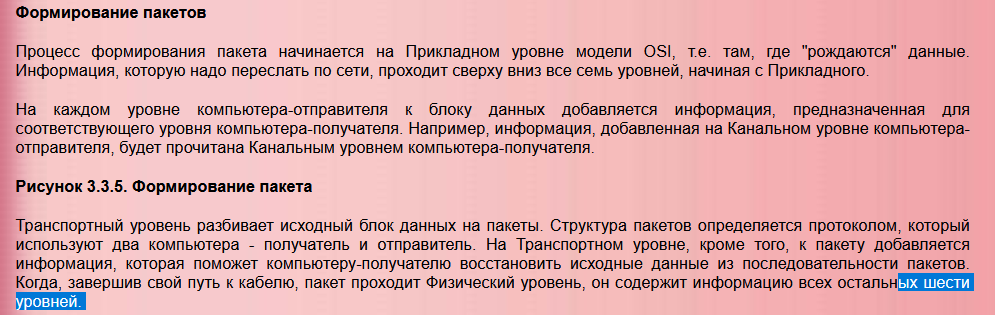 Формирование пакетов
Процесс формирования пакета начинается на Прикладном уровне модели OSI, т.е. там, где "рождаются" данные.
Информация, которую надо переслать по сети, проходит сверху вниз все семь уровней, начиная с Прикладного.
На каждом уровне компьютера-отправителя к блоку данных добавляется информация, предназначенная для
соответствующего уровня компьютера-получателя. Например, информация, добавленная на Канальном уровне компьютера-
отправителя, будет прочитана Канальным уровнем компьютера-получателя.
Рисунок 3.3.5. Формирование пакета
Транспортный уровень разбивает исходный блок данных на пакеты. Структура пакетов определяется протоколом, который
используют два компьютера - получатель и отправитель. На Транспортном уровне, кроме того, к пакету добавляется
информация, которая поможет компьютеру-получателю восстановить исходные данные из последовательности пакетов.
Когда, завершив свой путь к кабелю, пакет проходит Физический уровень, он содержит информацию всех остальных шести
уровней.